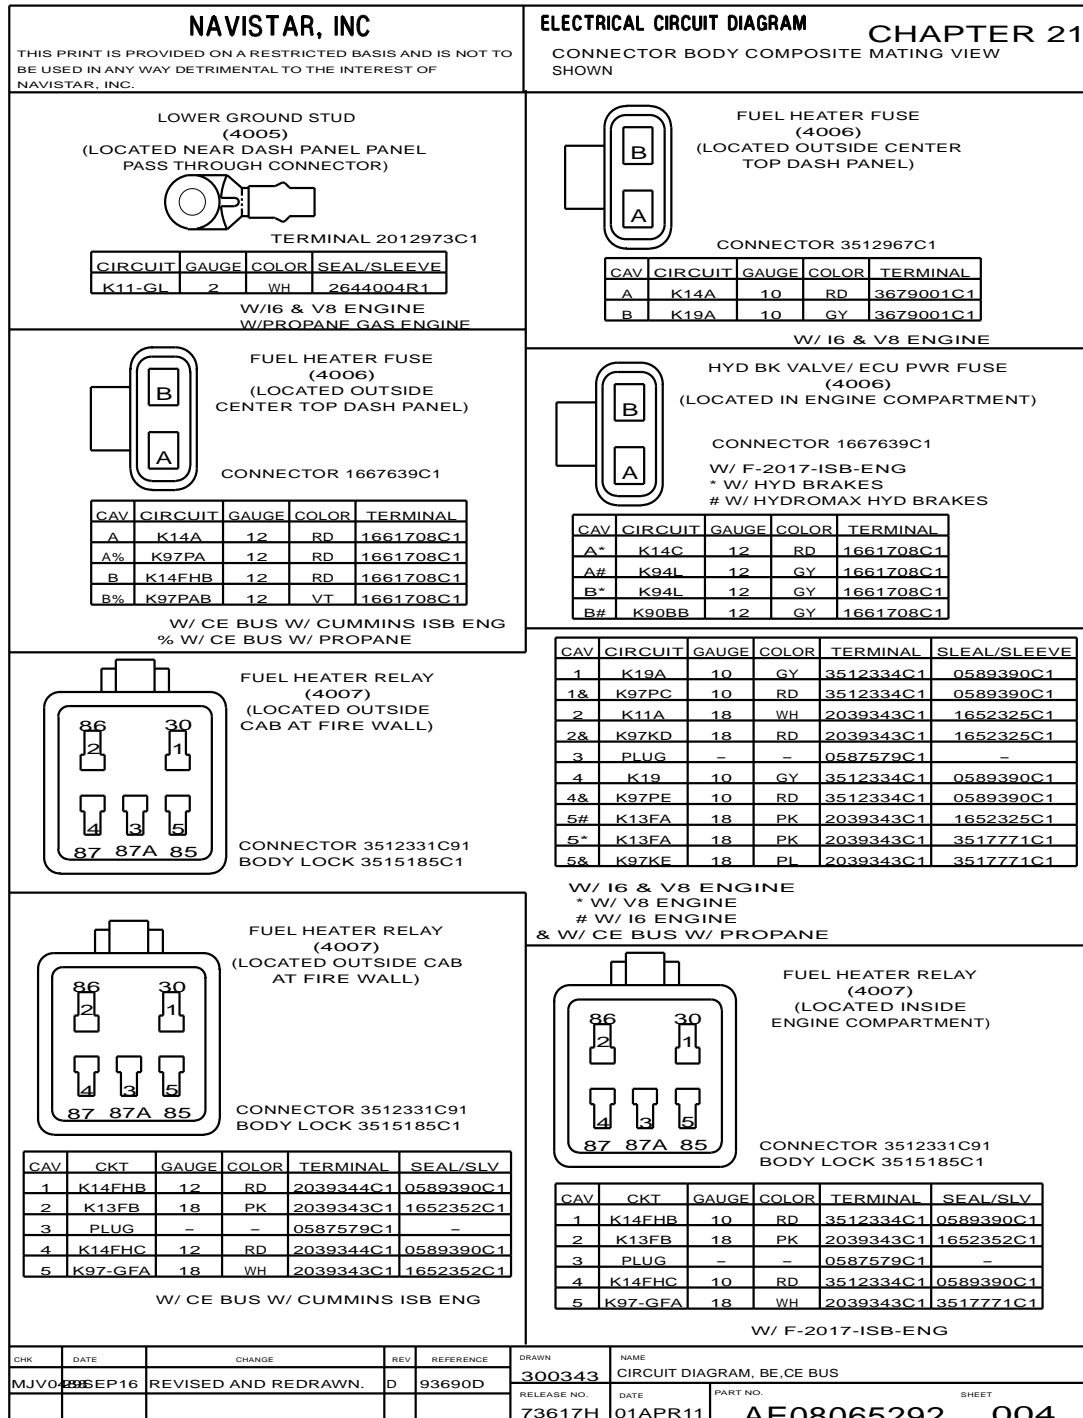 NAVISTAR, INC
THIS PRINT IS PROVIDED ON A RESTRICTED BASIS AND IS NOT TO
BE USED IN ANY WAY DETRIMENTAL TO THE INTEREST OF
NAVISTAR, INC.
ELECTRICAL CIRCUIT DIAGRAM
CHAPTER 21
CONNECTOR BODY COMPOSITE MATING VIEW
SHOWN
LOWER GROUND STUD
(4005)
(LOCATED NEAR DASH PANEL PANEL
PASS THROUGH CONNECTOR)
TERMINAL 2012973C1
CIRCUIT GAUGE COLOR SEAL/SLEEVE
K11-GL 2 WH 2644004R1
W/I6 & V8 ENGINE
W/PROPANE GAS ENGINE
FUEL HEATER FUSE
(4006)
(LOCATED OUTSIDE CENTER
TOP DASH PANEL)
B
A
CONNECTOR 3512967C1
CAV CIRCUIT GAUGE COLOR TERMINAL
A K14A 10 RD 3679001C1
B K19A 10 GY 3679001C1
W/ I6 & V8 ENGINE
FUEL HEATER FUSE
(4006)
(LOCATED OUTSIDE
CENTER TOP DASH PANEL)
B
A
CONNECTOR 1667639C1
CAV CIRCUIT GAUGE COLOR TERMINAL
A K14A 12 RD 1661708C1
A% K97PA 12 RD 1661708C1
B K14FHB 12 RD 1661708C1
B% K97PAB 12 VT 1661708C1
W/ CE BUS W/ CUMMINS ISB ENG
% W/ CE BUS W/ PROPANE
HYD BK VALVE/ ECU PWR FUSE
(4006)
(LOCATED IN ENGINE COMPARTMENT)
B
A
CONNECTOR 1667639C1
W/ F-2017-ISB-ENG
* W/ HYD BRAKES
# W/ HYDROMAX HYD BRAKES
CAV CIRCUIT GAUGE COLOR TERMINAL
A* K14C 12 RD 1661708C1
A# K94L 12 GY 1661708C1
B* K94L 12 GY 1661708C1
B# K90BB 12 GY 1661708C1
FUEL HEATER RELAY
(4007)
(LOCATED OUTSIDE
CAB AT FIRE WALL)
86 30
2 1
4 3 5
87 87A 85
CONNECTOR 3512331C91
BODY LOCK 3515185C1
CAV CIRCUIT GAUGE COLOR TERMINAL SLEAL/SLEEVE
1 K19A 10 GY 3512334C1 0589390C1
1& K97PC 10 RD 3512334C1 0589390C1
2 K11A 18 WH 2039343C1 1652325C1
2& K97KD 18 RD 2039343C1 1652325C1
3 PLUG – – 0587579C1 –
4 K19 10 GY 3512334C1 0589390C1
4& K97PE 10 RD 3512334C1 0589390C1
5# K13FA 18 PK 2039343C1 1652325C1
5* K13FA 18 PK 2039343C1 3517771C1
5& K97KE 18 PL 2039343C1 3517771C1
W/ I6 & V8 ENGINE
* W/ V8 ENGINE
# W/ I6 ENGINE
& W/ CE BUS W/ PROPANE
FUEL HEATER RELAY
(4007)
(LOCATED OUTSIDE CAB
AT FIRE WALL)
86 30
2 1
4 3 5
87 87A 85
CONNECTOR 3512331C91
BODY LOCK 3515185C1
CAV CKT GAUGE COLOR TERMINAL SEAL/SLV
1 K14FHB 12 RD 2039344C1 0589390C1
2 K13FB 18 PK 2039343C1 1652352C1
3 PLUG – – 0587579C1 –
4 K14FHC 12 RD 2039344C1 0589390C1
5 K97-GFA 18 WH 2039343C1 1652352C1
W/ CE BUS W/ CUMMINS ISB ENG
FUEL HEATER RELAY
(4007)
(LOCATED INSIDE
ENGINE COMPARTMENT)
86 30
2 1
4 3 5
87 87A 85
CONNECTOR 3512331C91
BODY LOCK 3515185C1
CAV CKT GAUGE COLOR TERMINAL SEAL/SLV
1 K14FHB 10 RD 3512334C1 0589390C1
2 K13FB 18 PK 2039343C1 1652352C1
3 PLUG – – 0587579C1 –
4 K14FHC 10 RD 3512334C1 0589390C1
5 K97-GFA 18 WH 2039343C1 3517771C1
W/ F-2017-ISB-ENG
CHK DATE CHANGE REV REFERENCE
REVISED AND REDRAWN. D 93690D
DRAWN NAME
300343 CIRCUIT DIAGRAM, BE,CE BUS
RELEASE NO. DATE PART NO. SHEET
73617H 01APR11 AE08065292 004